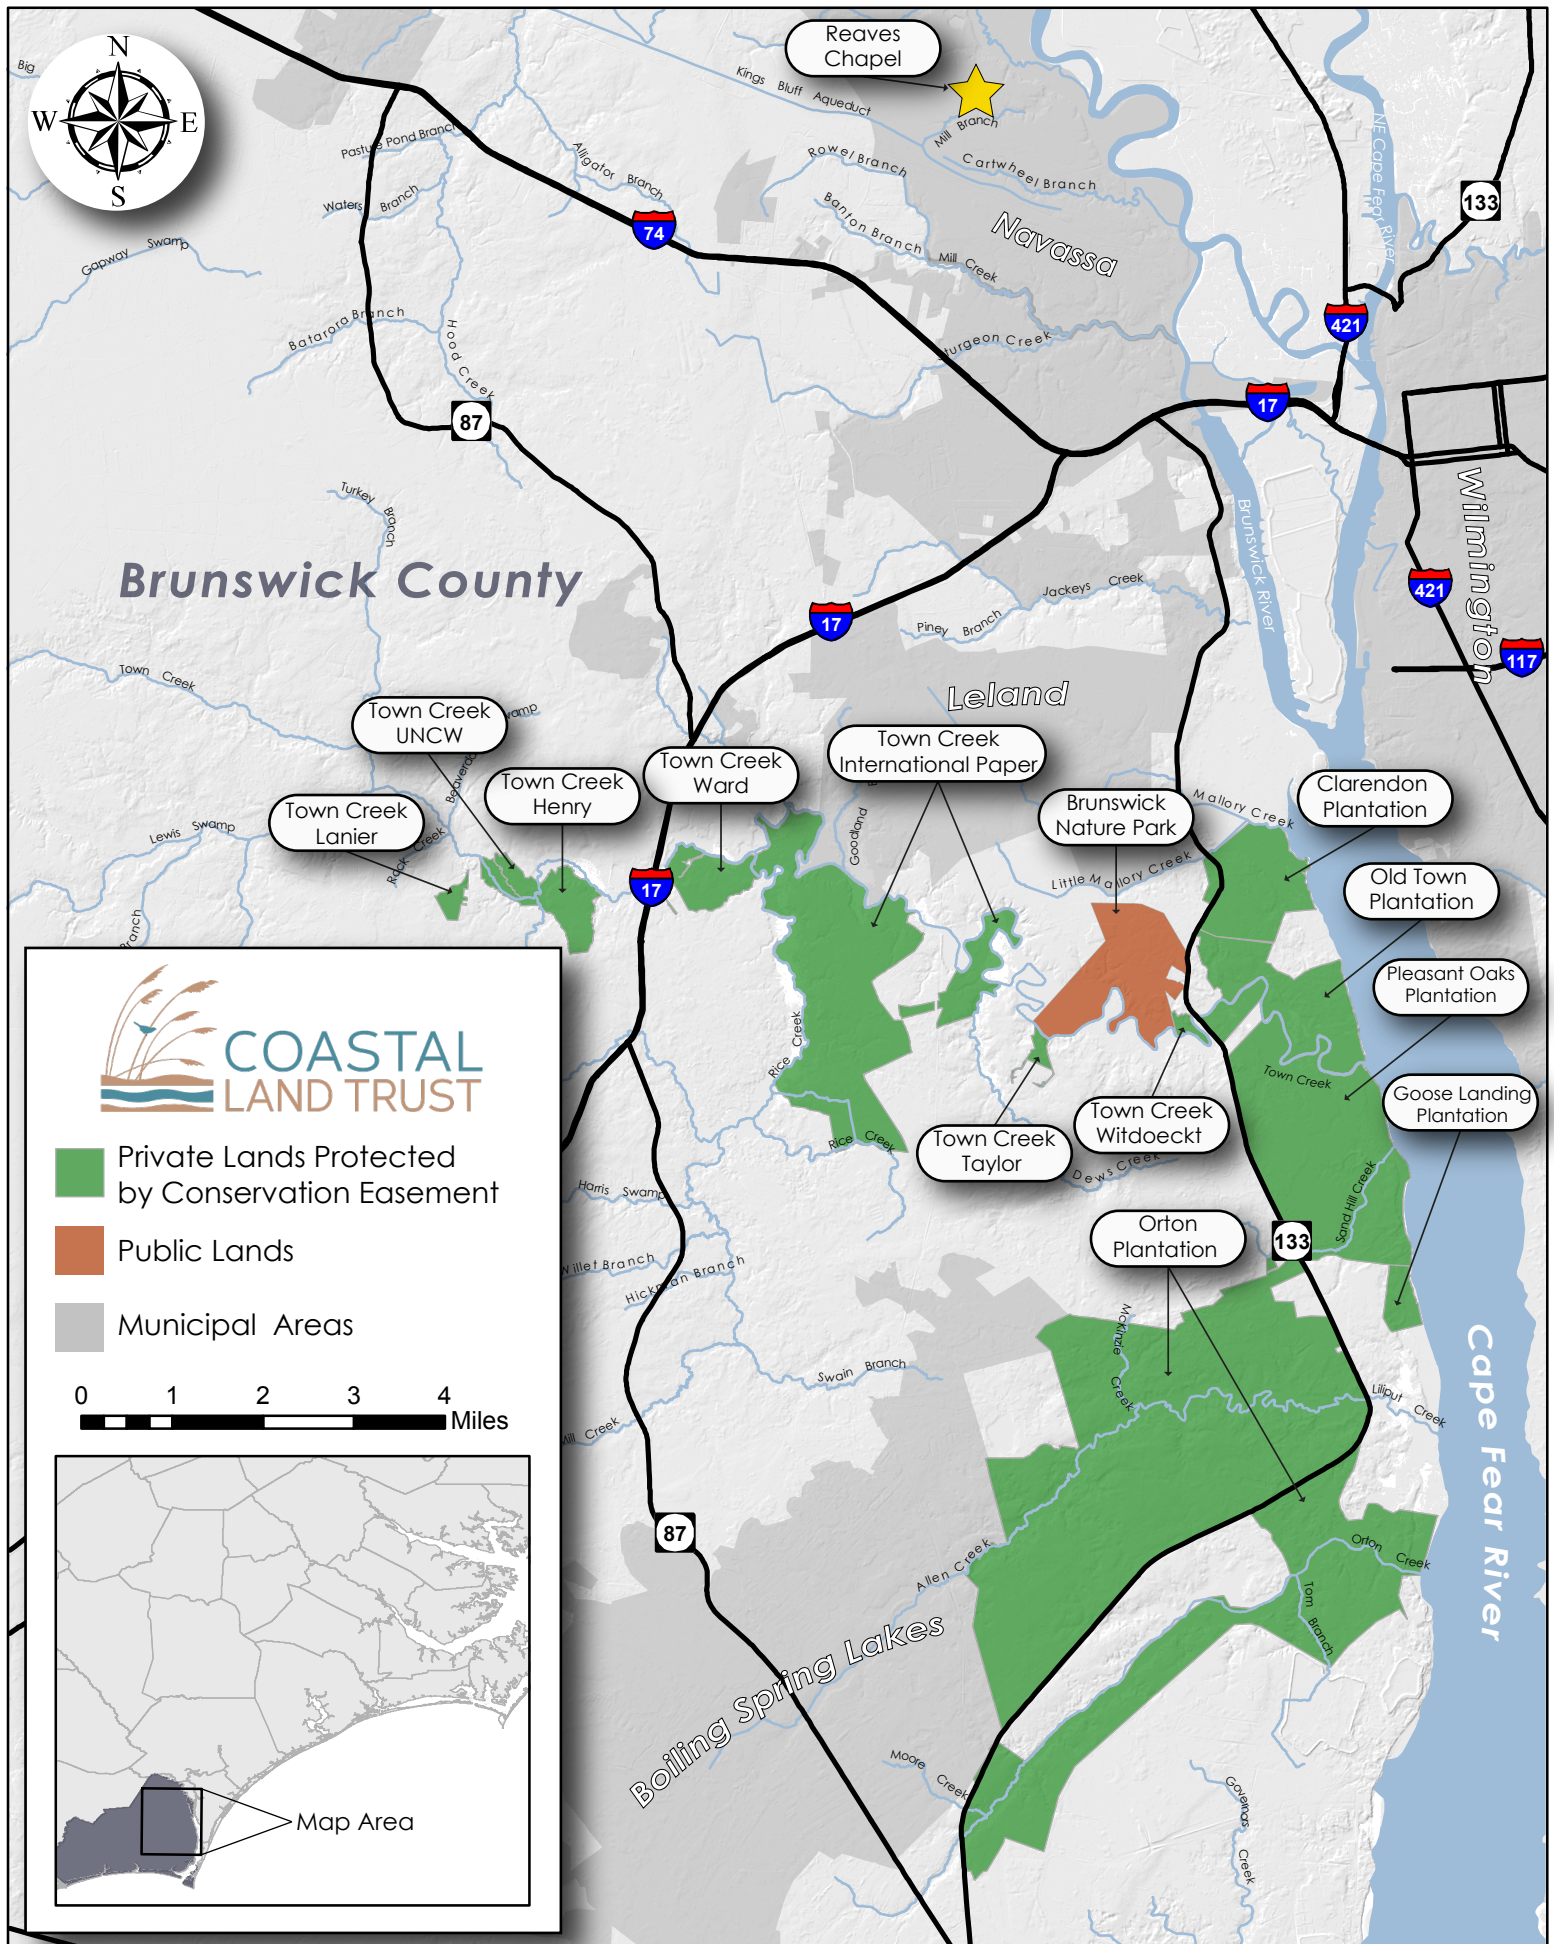 Reaves
Chapel
N
W
E
S
Big
Kings Bluff Aqueduct
Mill Branch
Pasture Pond Branch
Alligator Branch
Rowel Branch
Cartwheel Branch
NE Cape Fear River
Waters Branch
Banton Branch
133
Gapway Swamp
74
Navassa
Mill Creek
Batarora Branch
Hood Creek
Sturgeon Creek
421
17
87
Turkey Branch
Wilmington
Brunswick River
Brunswick County
421
Jackeys Creek
17
Piney Branch
117
Town Creek
Leland
Town Creek
UNCW
Swamp
Town Creek
International Paper
Town Creek
Ward
Town Creek
Henry
Clarendon
Plantation
Brunswick
Nature Park
Mallory Creek
Town Creek
Lanier
Lewis Swamp
Goodland
Rock Creek
Little Mallory Creek
17
Old Town
Plantation
Branch
Pleasant Oaks
Plantation
Rice Creek
Town Creek
Goose Landing
Plantation
Town Creek
Witdoeckt
Town Creek
Taylor
Rice Creek
Dews Creek
Harris Swamp
Sand Hill Creek
Orton
Plantation
133
Willet Branch
Hickman Branch
McKinzie Creek
Swain Branch
Liliput Creek
Cape Fear River
Mill Creek
87
Allen Creek
Orton Creek
Tom Branch
Boiling Spring Lakes
Moore Creek
Governors Creek
COASTAL
LAND TRUST
Private Lands Protected
by Conservation Easement
Public Lands
Municipal Areas
0 1 2 3 4
Miles
Map Area